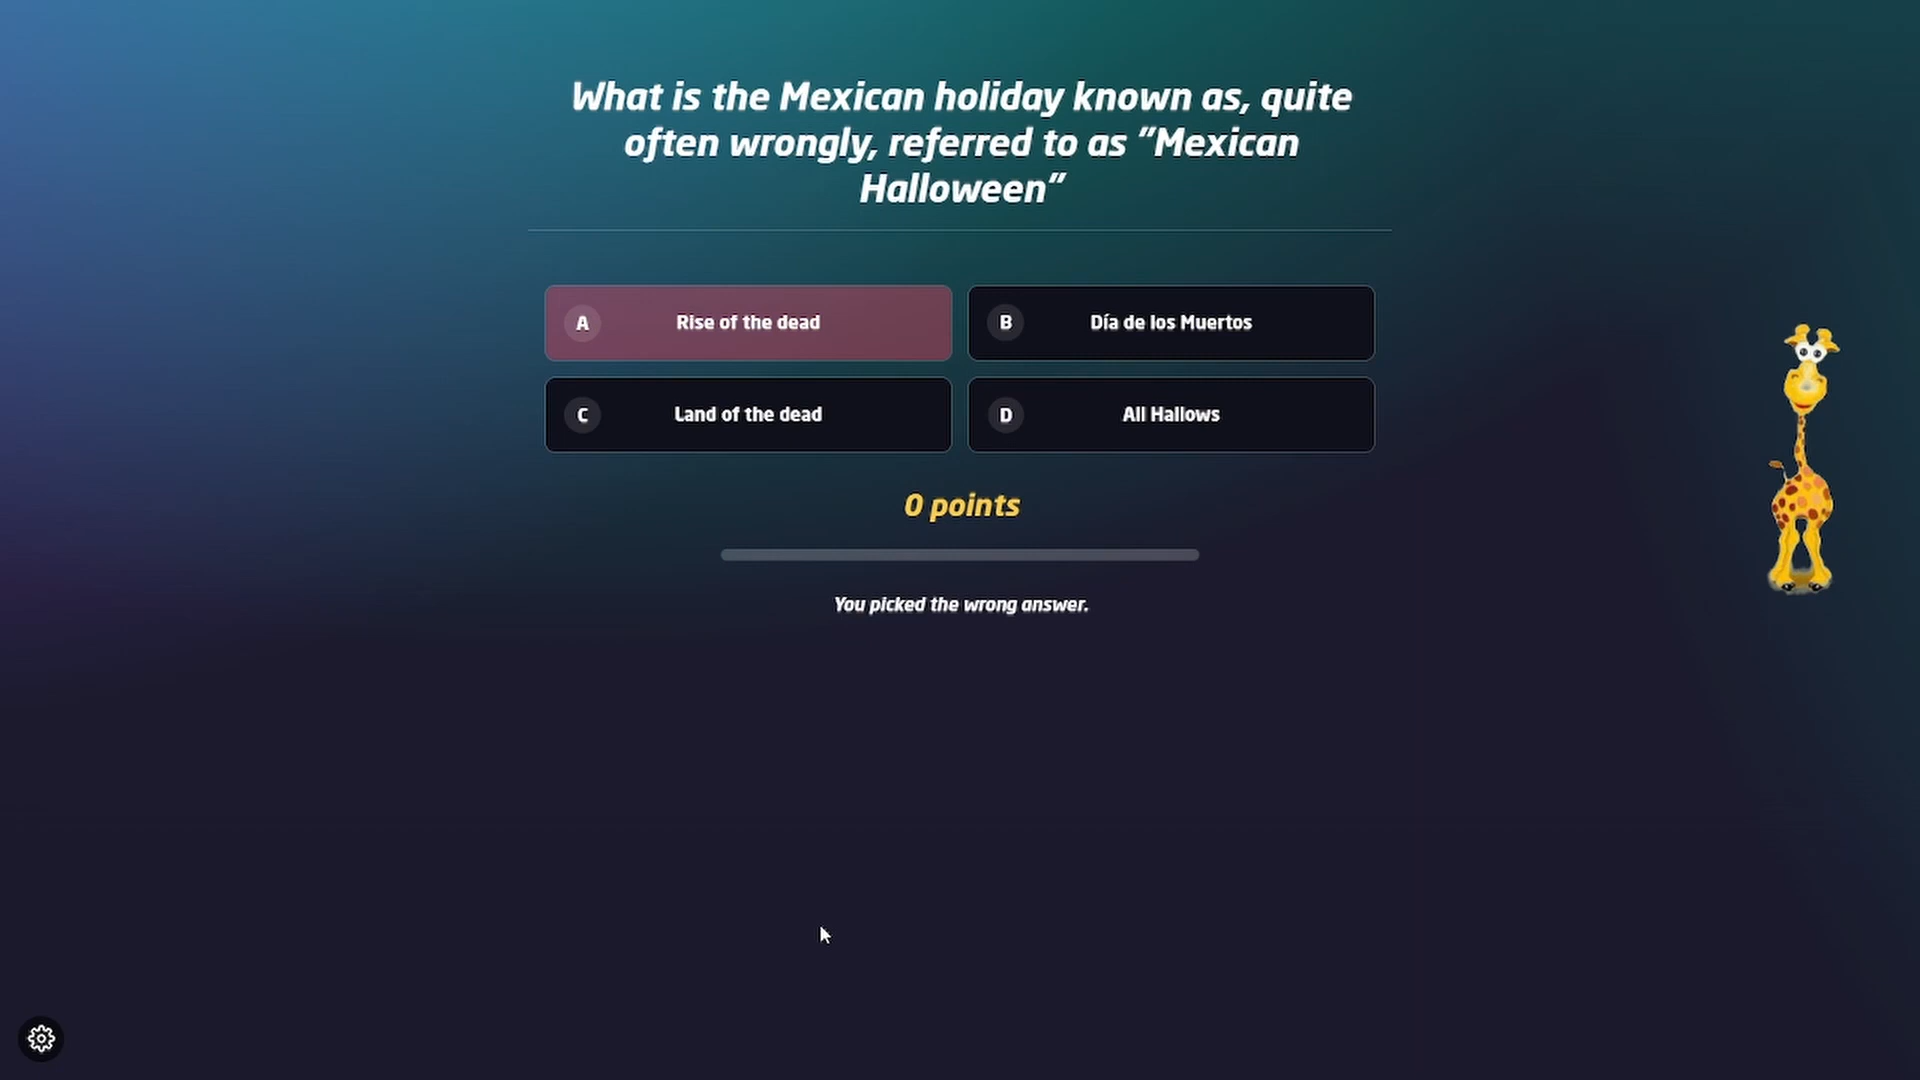 What is the Mexican holiday known as, quite
often wrongly, referred to as "Mexican
Halloween"
A Rise of the dead
B Día de los Muertos
C Land of the dead
D All Hallows
0 points
You picked the wrong answer.